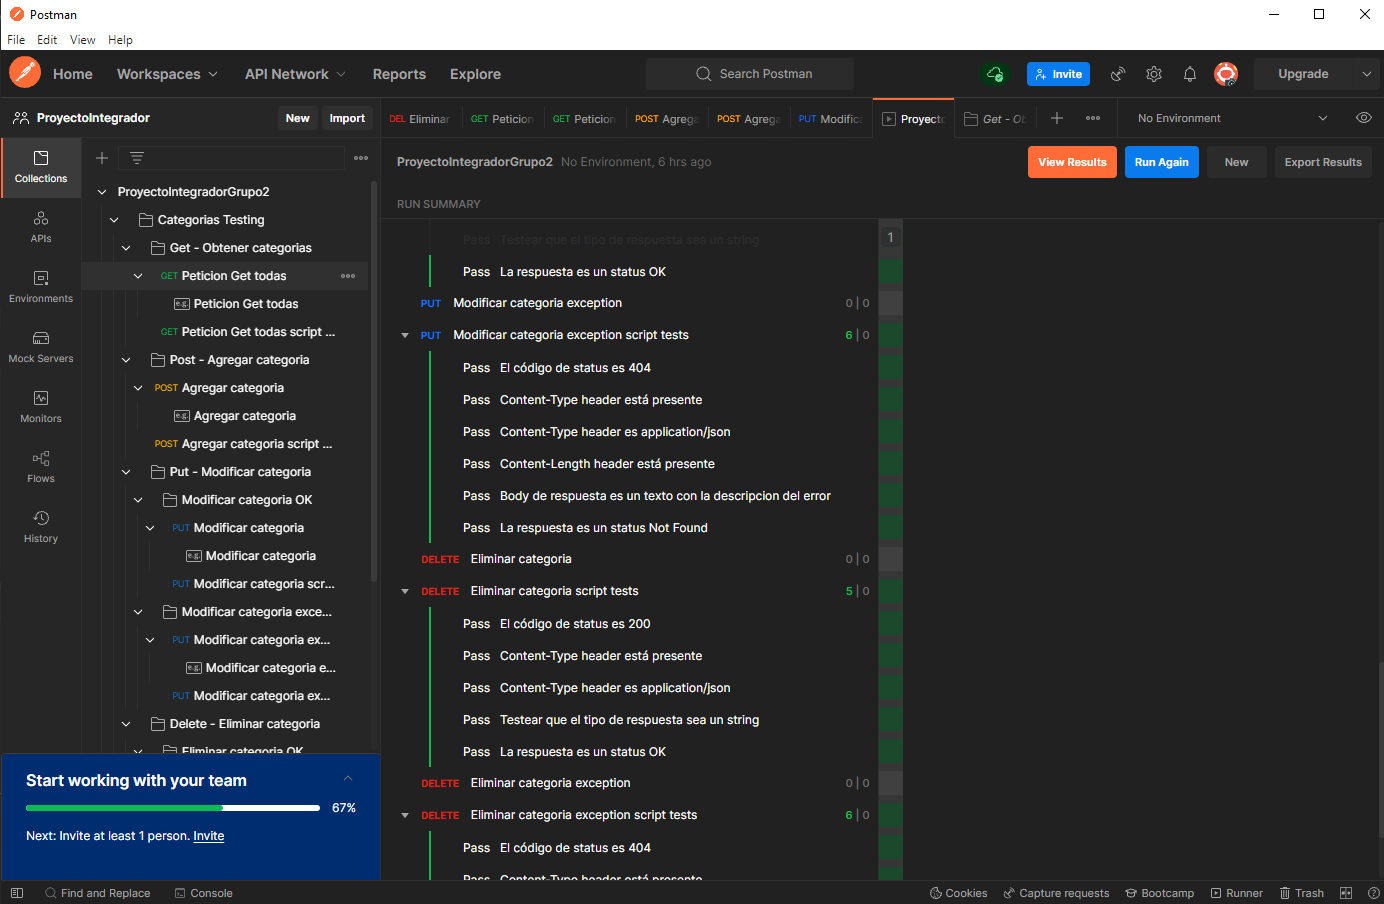 Postman
File Edit View Help
Home Workspaces API Network Reports Explore Search Postman Invite Upgrade
ProyectoIntegrador New Import
DEL Eliminar GET Peticion GET Peticion POST Agrega POST Agrega PUT Modifica Proyecto Get - Ob No Environment
Collections
APIs
Environments
Mock Servers
Monitors
Flows
History
ProyectoIntegradorGrupo2
Categorias Testing
Get - Obtener categorias
GET Peticion Get todas
e.g. Peticion Get todas
GET Peticion Get todas script ...
Post - Agregar categoria
POST Agregar categoria
e.g. Agregar categoria
POST Agregar categoria script ...
Put - Modificar categoria
Modificar categoria OK
PUT Modificar categoria
e.g. Modificar categoria
PUT Modificar categoria scr...
Modificar categoria exce...
PUT Modificar categoria ex...
e.g. Modificar categoria e...
PUT Modificar categoria ex...
Delete - Eliminar categoria
Eliminar categoria OK
Start working with your team
67%
Next: Invite at least 1 person. Invite
ProyectoIntegradorGrupo2 No Environment, 6 hrs ago View Results Run Again New Export Results
RUN SUMMARY
1
Pass Testear que el tipo de respuesta sea un string
Pass La respuesta es un status OK
PUT Modificar categoria exception 0 | 0
PUT Modificar categoria exception script tests 6 | 0
Pass El código de status es 404
Pass Content-Type header está presente
Pass Content-Type header es application/json
Pass Content-Length header está presente
Pass Body de respuesta es un texto con la descripcion del error
Pass La respuesta es un status Not Found
DELETE Eliminar categoria 0 | 0
DELETE Eliminar categoria script tests 5 | 0
Pass El código de status es 200
Pass Content-Type header está presente
Pass Content-Type header es application/json
Pass Testear que el tipo de respuesta sea un string
Pass La respuesta es un status OK
DELETE Eliminar categoria exception 0 | 0
DELETE Eliminar categoria exception script tests 6 | 0
Pass El código de status es 404
Pass Content-Type header está presente
Find and Replace Console Cookies Capture requests Bootcamp Runner Trash